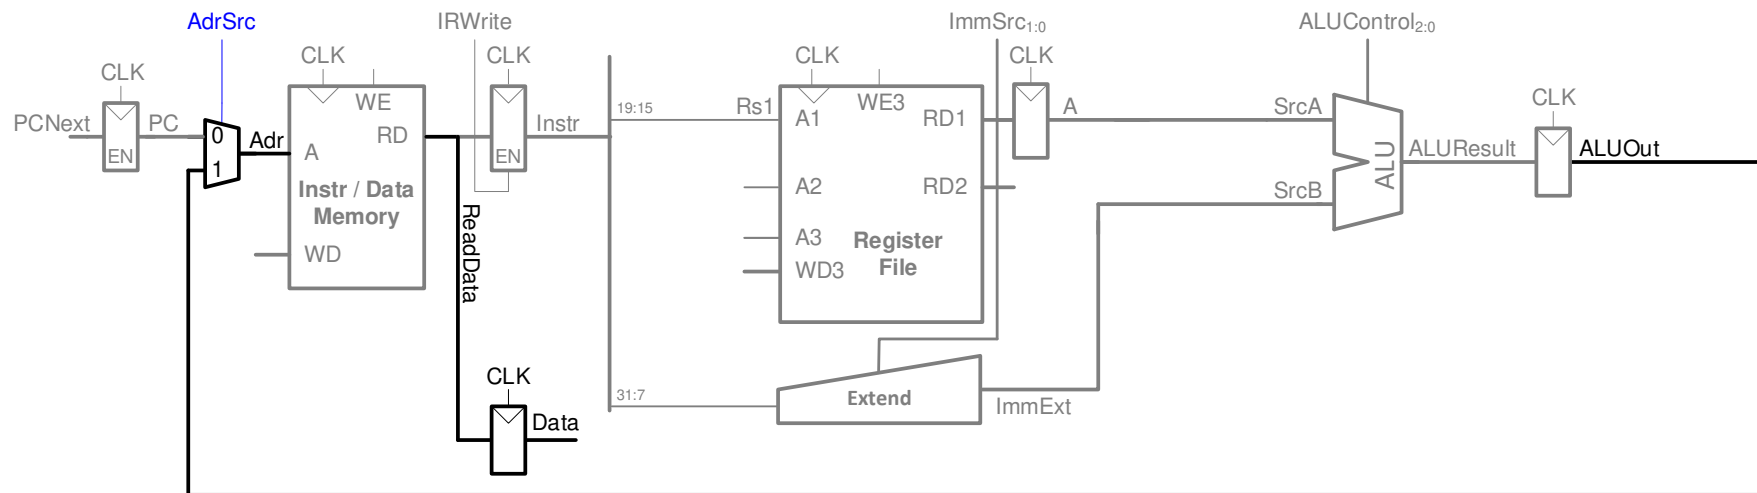 AdrSrc
IRWrite
ImmSrc1:0
ALUControl2:0
CLK
CLK
CLK
CLK
CLK
CLK
PCNext
EN
PC
0
1
Adr
WE
RD
A
Instr / Data
Memory
WD
ReadData
EN
Instr
19:15
Rs1
A1
WE3
RD1
A2
RD2
A3
WD3
Register
File
A
SrcA
SrcB
ALU
ALUResult
ALUOut
CLK
Data
31:7
Extend
ImmExt